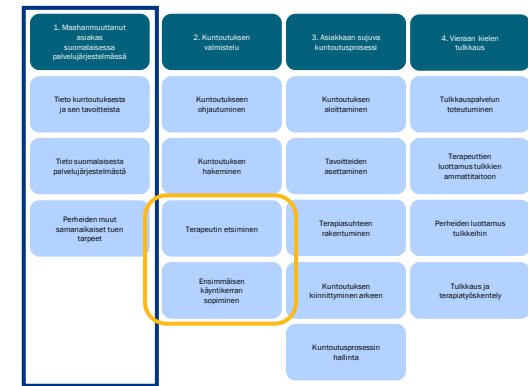 1. Maahanmuuttanut
asiakas
suomalaisessa
palvelujärjestelmässä
Tieto kuntoutuksesta
ja sen tavoitteista
Tieto suomalaisesta
palvelujärjestelmästä
Perheiden muut
samanaikaiset tuen
tarpeet
2. Kuntoutuksen
valmistelu
Kuntoutukseen
ohjautuminen
Kuntoutuksen
hakeminen
Terapeutin etsiminen
Ensimmäisen
käyntikerran
sopiminen
3. Asiakkaan sujuva
kuntoutusprosessi
Kuntoutuksen
aloittaminen
Tavoitteiden
asettaminen
Terapiasuhteen
rakentuminen
Kuntoutuksen
kiinnittyminen arkeen
Kuntoutusprosessin
hallinta
4. Vieraan kielen
tulkkaus
Tulkkauspalvelun
toteutuminen
Terapeuttien
luottamus tulkkien
ammattitaitoon
Perheiden luottamus
tulkkeihin
Tulkkaus ja
terapiatyöskentely